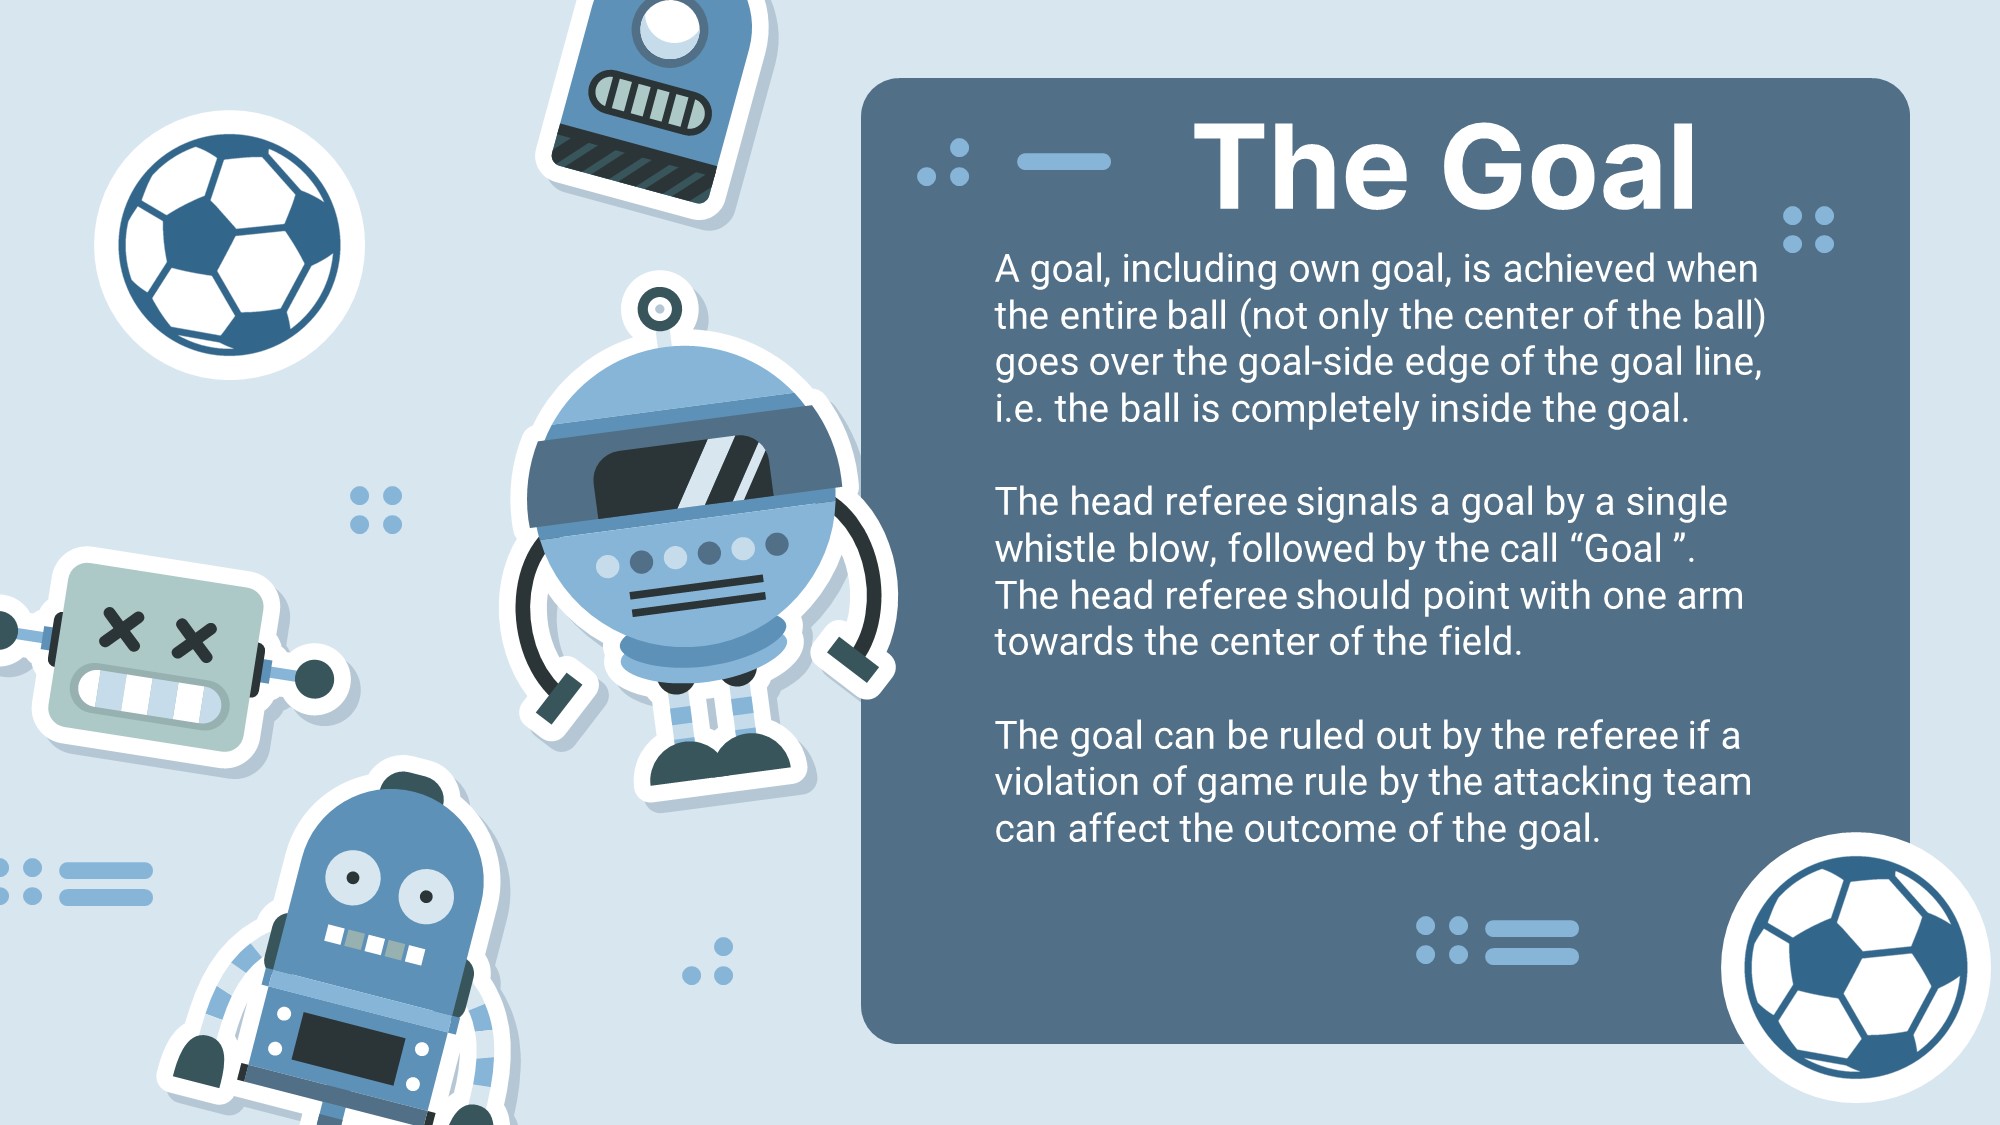 The Goal
A goal, including own goal, is achieved when
the entire ball (not only the center of the ball)
goes over the goal-side edge of the goal line,
i.e. the ball is completely inside the goal.
The head referee signals a goal by a single
whistle blow, followed by the call “Goal ”.
The head referee should point with one arm
towards the center of the field.
The goal can be ruled out by the referee if a
violation of game rule by the attacking team
can affect the outcome of the goal.